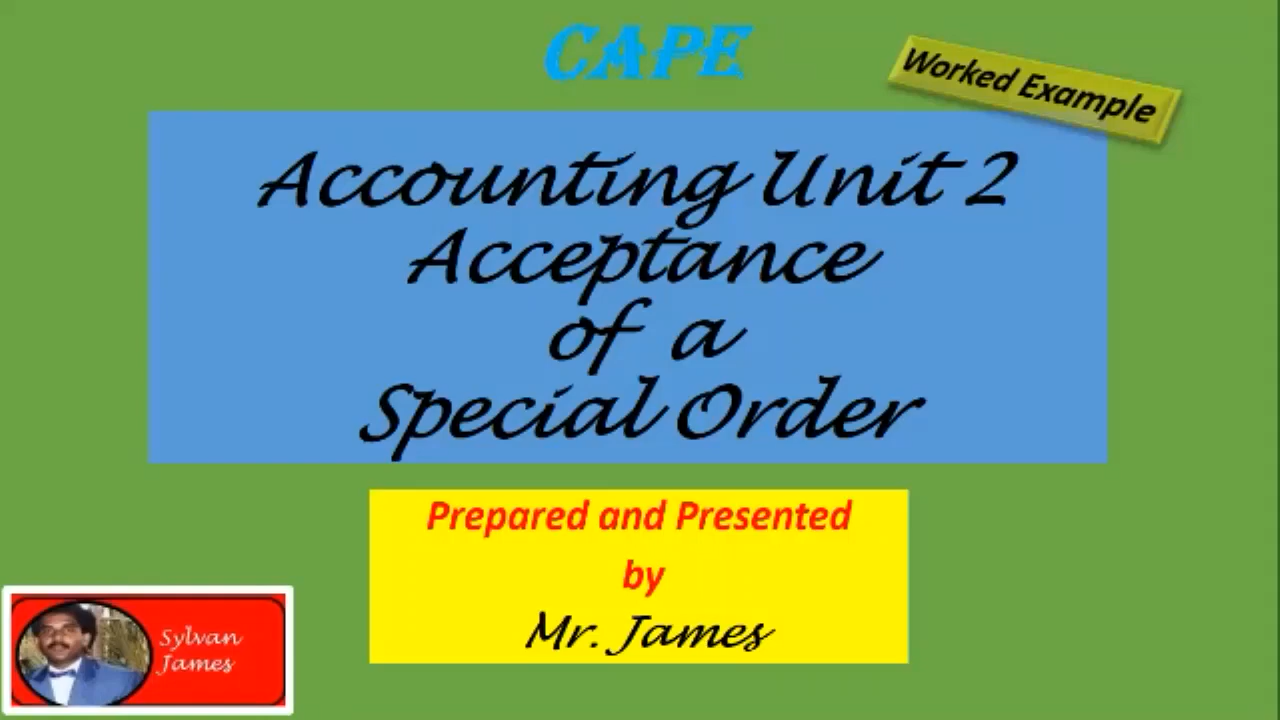 CAPE
Worked Example
Accounting Unit 2
Acceptance
of a
Special Order
Prepared and Presented
by
Mr. James
Sylvan
James